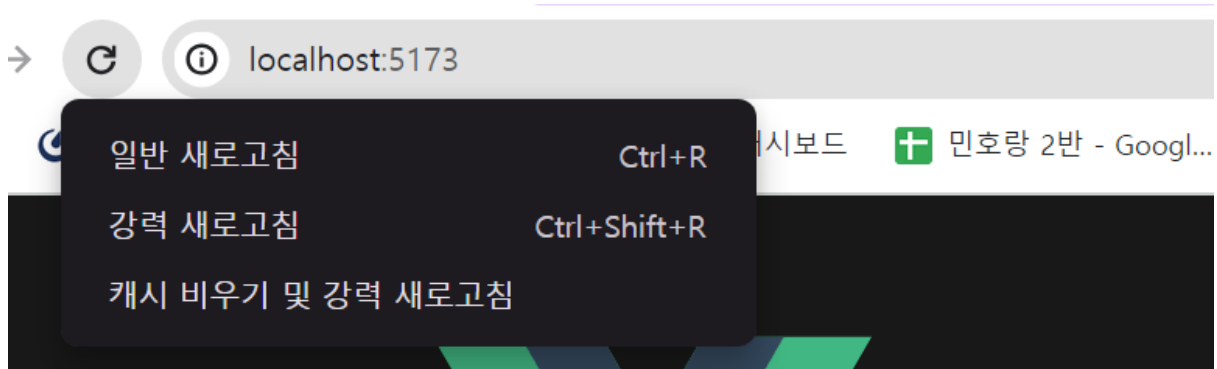 localhost:5173
시보드 민호랑 2반 - Googl...
일반 새로고침 Ctrl+R
강력 새로고침 Ctrl+Shift+R
캐시 비우기 및 강력 새로고침